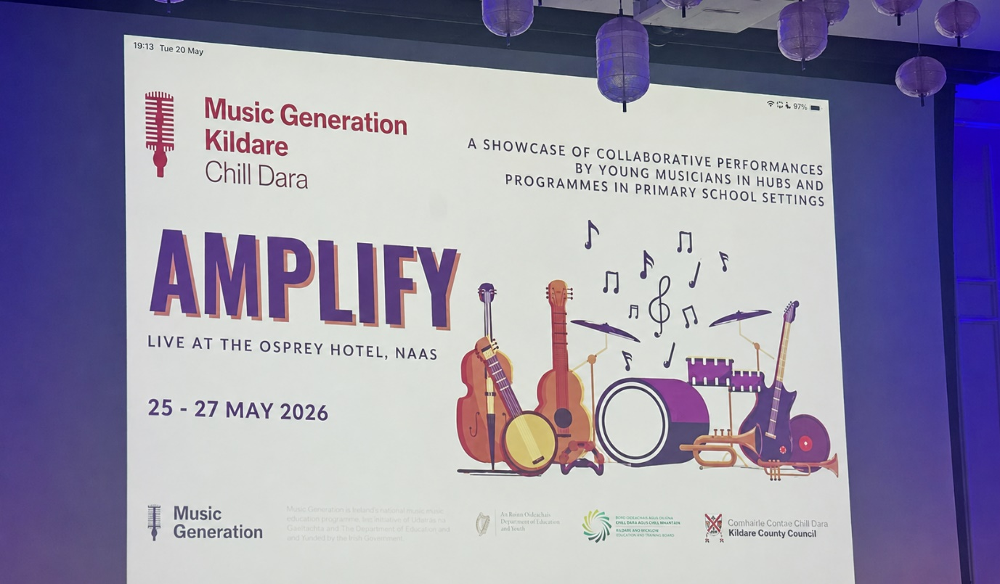 19:13 Tue 20 May
97%
Music Generation
Kildare
Chill Dara
A SHOWCASE OF COLLABORATIVE PERFORMANCES
BY YOUNG MUSICIANS IN HUBS AND
PROGRAMMES IN PRIMARY SCHOOL SETTINGS
AMPLIFY
LIVE AT THE OSPREY HOTEL, NAAS
25 - 27 MAY 2026
Music
Generation
Music Generation is Ireland's national music music
education programme, initiative of Udarás na
Gaeltachta and The Department of Education and
and funded by the Irish Government.
An Roinn Oideachais
Department of Education
and Youth
BORD OIDEACHAIS AGUS OILIÚNA
CHILL DARA AGUS CHILL MHANTÁIN
KILDARE AND WICKLOW
EDUCATION AND TRAINING BOARD
Comhairle Contae Chill Dara
Kildare County Council